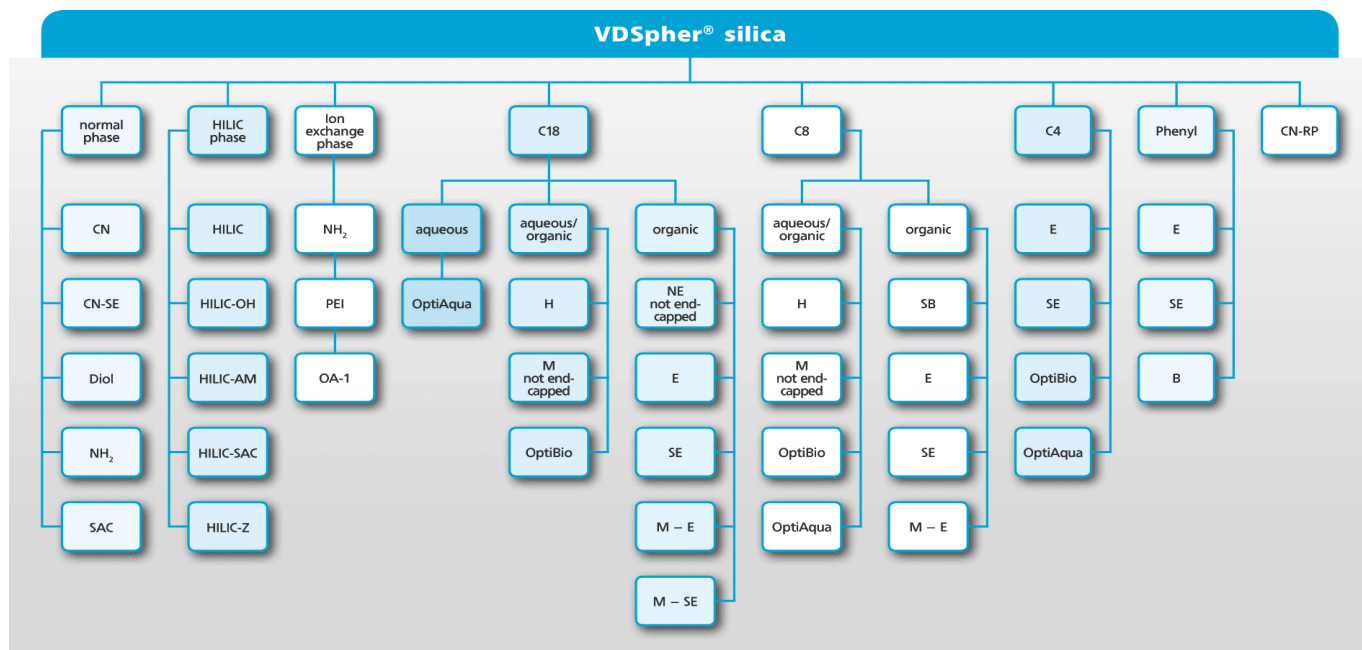 VDSpher® silica
normal
phase
HILIC
phase
Ion
exchange
phase
C18
C8
C4
Phenyl
CN-RP
CN
CN-SE
Diol
NH₂
SAC
HILIC
HILIC-OH
HILIC-AM
HILIC-SAC
HILIC-Z
NH₂
PEI
OA-1
aqueous
OptiAqua
aqueous/
organic
H
M
not end-
capped
OptiBio
organic
NE
not end-
capped
E
SE
M – E
M – SE
aqueous/
organic
H
M
not end-
capped
OptiBio
OptiAqua
organic
SB
E
SE
M – E
E
SE
OptiBio
OptiAqua
E
SE
B